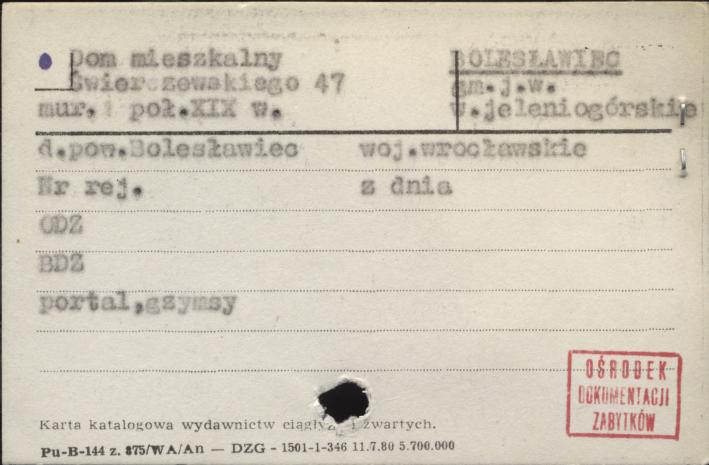 Dom mieszkalny
Świerczewskiego 47
mur. poł.XIX w.
BOLESŁAWIEC
gm.j.w.
w.jeleniogórskie
d.pow.Bolesławiec woj.wrocławskie
Nr rej. z dnia
ODZ
BDZ
portal,gzymsy
OŚRODEK
DOKUMENTACJI
ZABYTKÓW
Karta katalogowa wydawnictw i zwartych.
Pu-B-144 z. 875/WA/An — DZG - 1501-1-346 11.7.80 5.700.000